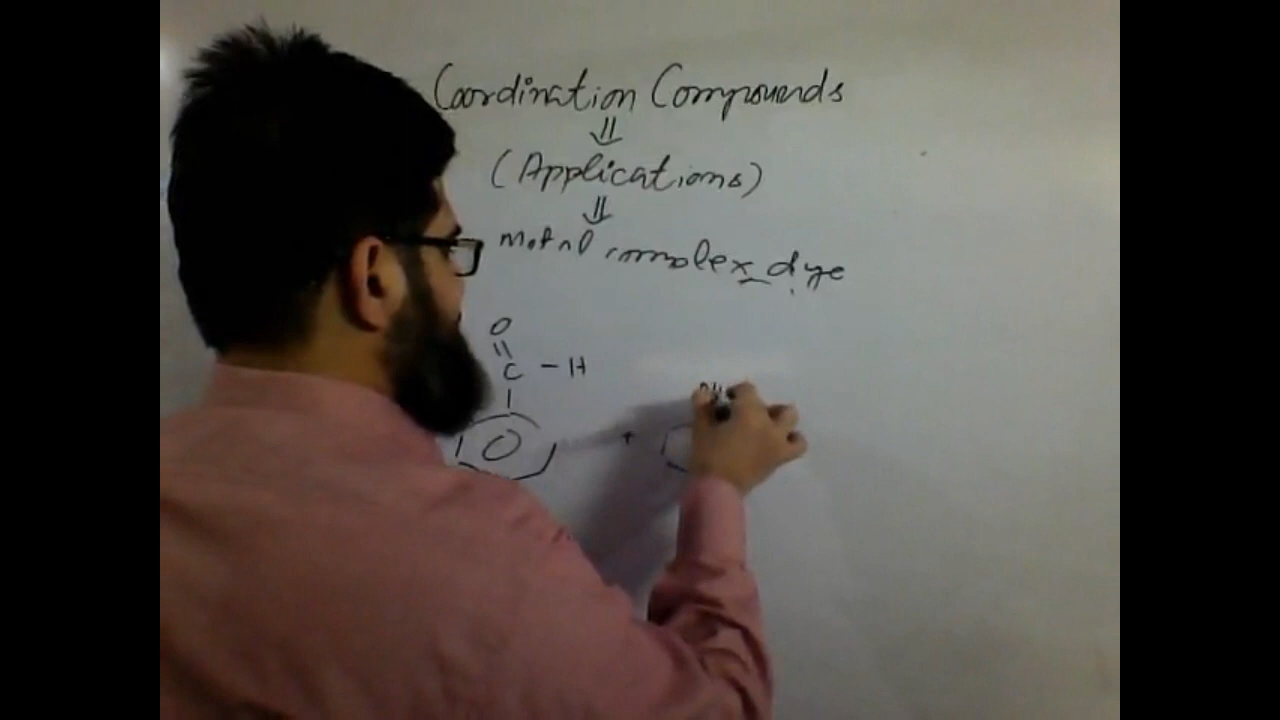 Coordination Compounds
⇓
(Applications)
⇓
Metal complex dye
O
||
C – H
|
+